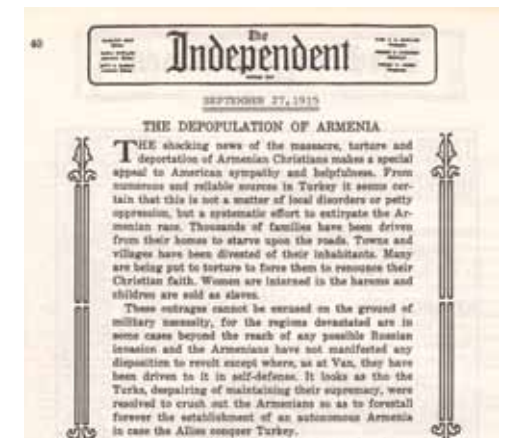 40
The
Independent
SEPTEMBER 27, 1915
THE DEPOPULATION OF ARMENIA
THE shocking news of the massacre, torture and
deportation of Armenian Christians makes a special
appeal to American sympathy and helpfulness. From
numerous and reliable sources in Turkey it seems cer-
tain that this is not a matter of local disorders or petty
oppression, but a systematic effort to extirpate the Ar-
menian race. Thousands of families have been driven
from their homes to starve upon the roads. Towns and
villages have been divested of their inhabitants. Many
are being put to torture to force them to renounce their
Christian faith. Women are interned in the harems and
children are sold as slaves.
These outrages cannot be excused on the ground of
military necessity, for the regions devastated are in
some cases beyond the reach of any possible Russian
invasion and the Armenians have not manifested any
disposition to revolt except where, as at Van, they have
been driven to it in self-defense. It looks as tho the
Turks, despairing of maintaining their supremacy, were
resolved to crush out the Armenians so as to forestall
forever the establishment of an autonomous Armenia
in case the Allies conquer Turkey.